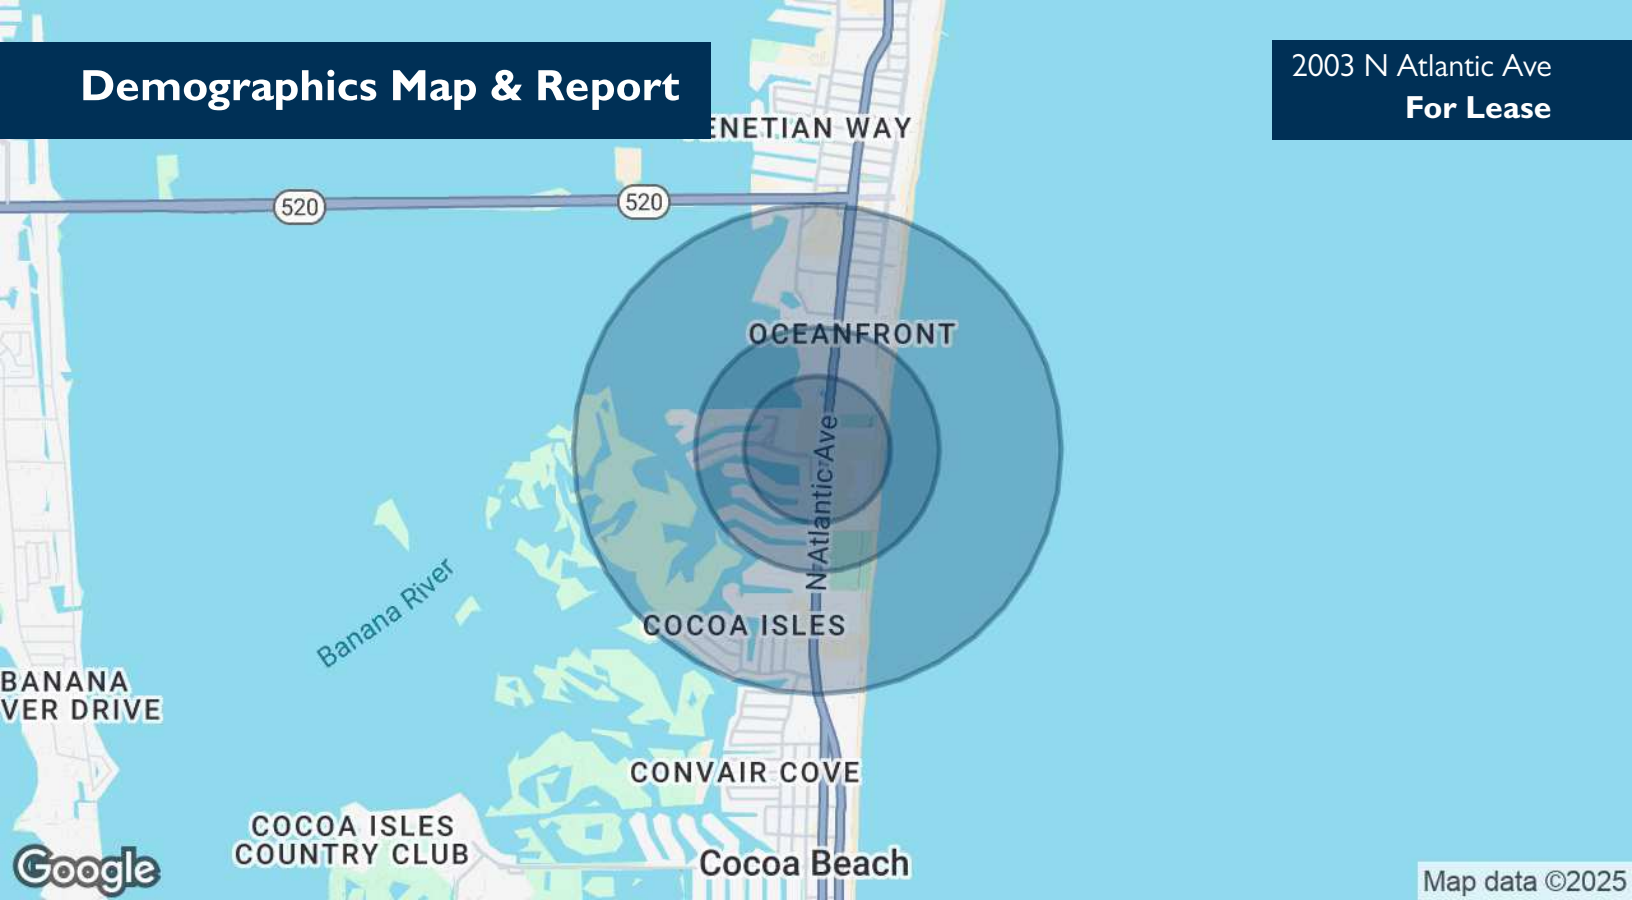 Demographics Map & Report
2003 N Atlantic Ave
For Lease
ENETIAN WAY
520
520
OCEANFRONT
N Atlantic Ave
Banana River
COCOA ISLES
BANANA
VER DRIVE
CONVAIR COVE
COCOA ISLES
COUNTRY CLUB
Cocoa Beach
Google
Map data ©2025